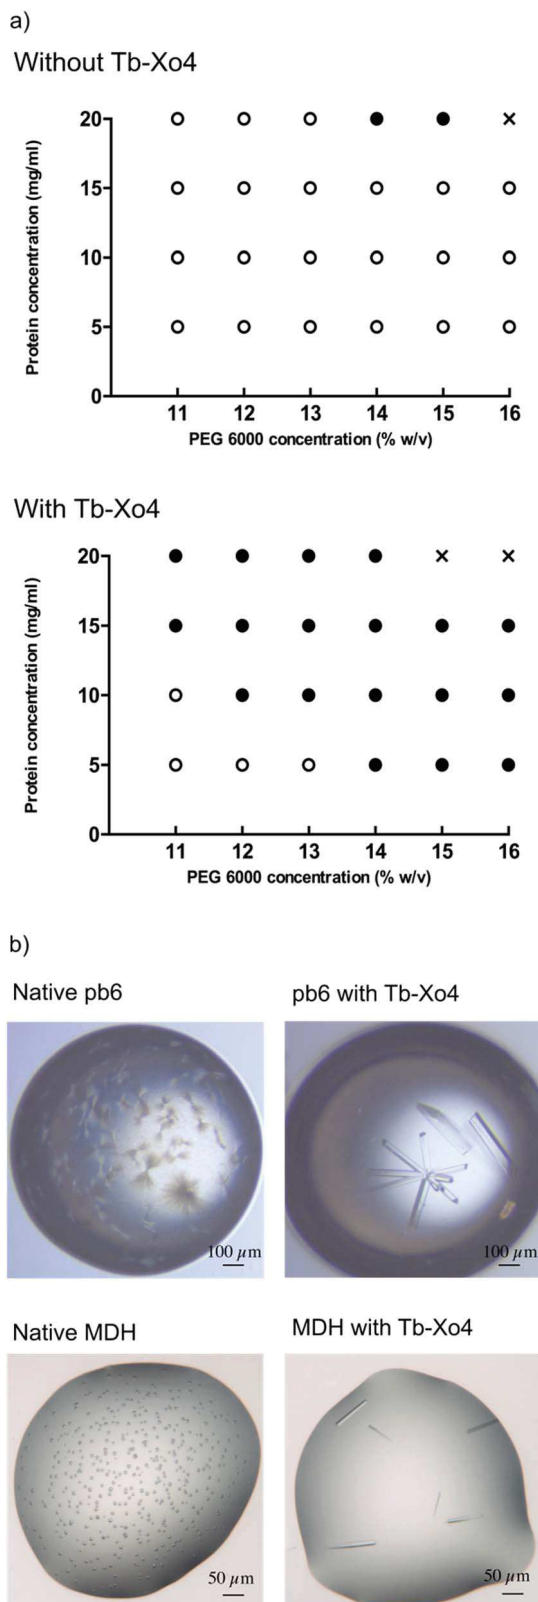 a)
Without Tb-Xo4
Protein concentration (mg/ml)
20
15
10
5
0
11 12 13 14 15 16
PEG 6000 concentration (% w/v)
With Tb-Xo4
Protein concentration (mg/ml)
20
15
10
5
0
11 12 13 14 15 16
PEG 6000 concentration (% w/v)
b)
Native pb6 pb6 with Tb-Xo4
100 µm 100 µm
Native MDH MDH with Tb-Xo4
50 µm 50 µm